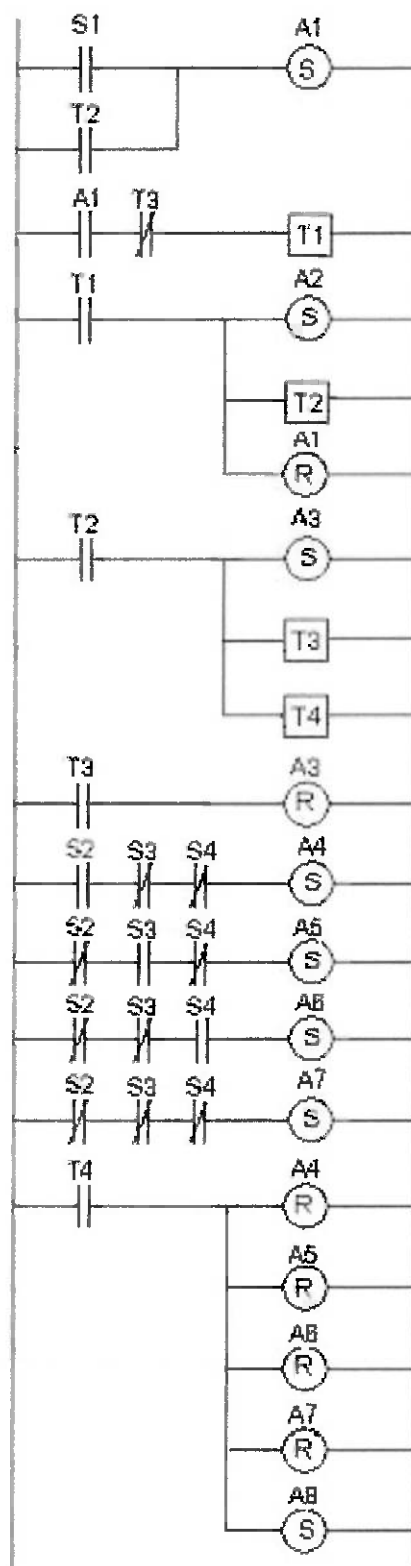 S1 A1
S
T2
A1 T3
T1
T1 A2
S
T2
A1
R
T2 A3
S
T3
T4
T3 A3
R
S2 S3 S4 A4
S
S2 S3 S4 A5
S
S2 S3 S4 A6
S
S2 S3 S4 A7
S
T4 A4
R
A5
R
A6
R
A7
R
A8
S